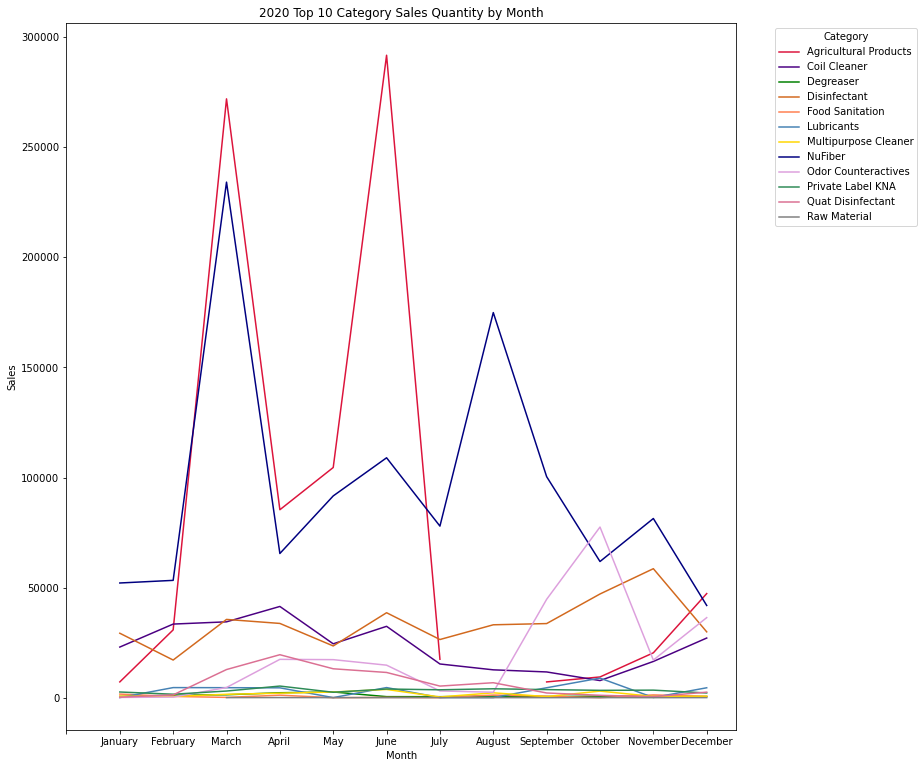 2020 Top 10 Category Sales Quantity by Month
300000
250000
200000
150000
100000
50000
0
Sales
January February March April May June July August September October November December
Month
Category
Agricultural Products
Coil Cleaner
Degreaser
Disinfectant
Food Sanitation
Lubricants
Multipurpose Cleaner
NuFiber
Odor Counteractives
Private Label KNA
Quat Disinfectant
Raw Material